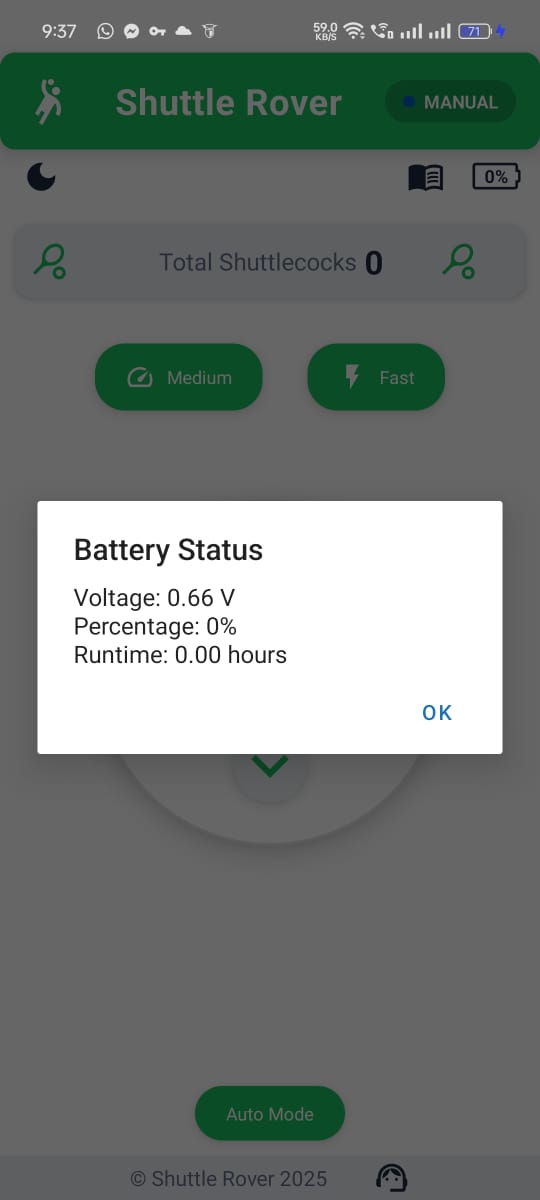 9:37
59.0
KB/S
71
Shuttle Rover
MANUAL
0%
Total Shuttlecocks 0
Medium
Fast
Battery Status
Voltage: 0.66 V
Percentage: 0%
Runtime: 0.00 hours
OK
Auto Mode
© Shuttle Rover 2025